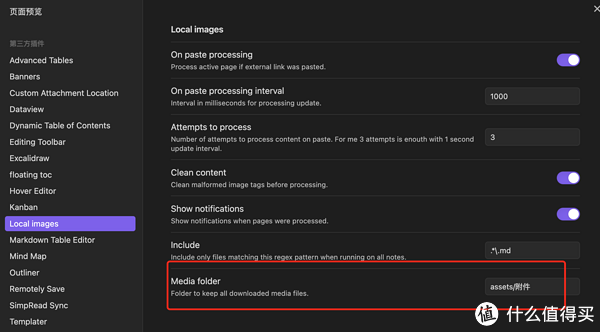 页面预览
第三方插件
Advanced Tables
Banners
Custom Attachment Location
Dataview
Dynamic Table of Contents
Editing Toolbar
Excalidraw
floating toc
Hover Editor
Kanban
Local images
Markdown Table Editor
Mind Map
Outliner
Remotely Save
SimpRead Sync
Templater
Local images
On paste processing
Process active page if external link was pasted.
On paste processing interval
Interval in milliseconds for processing update.
1000
Attempts to process
Number of attempts to process content on paste. For me 3 attempts is enouth with 1 second
update interval.
3
Clean content
Clean malformed image tags before processing.
Show notifications
Show notifications when pages were processed.
Include
Include only files matching this regex pattern when running on all notes.
.*\.md
Media folder
Folder to keep all downloaded media files.
assets/附件
值 什么值得买